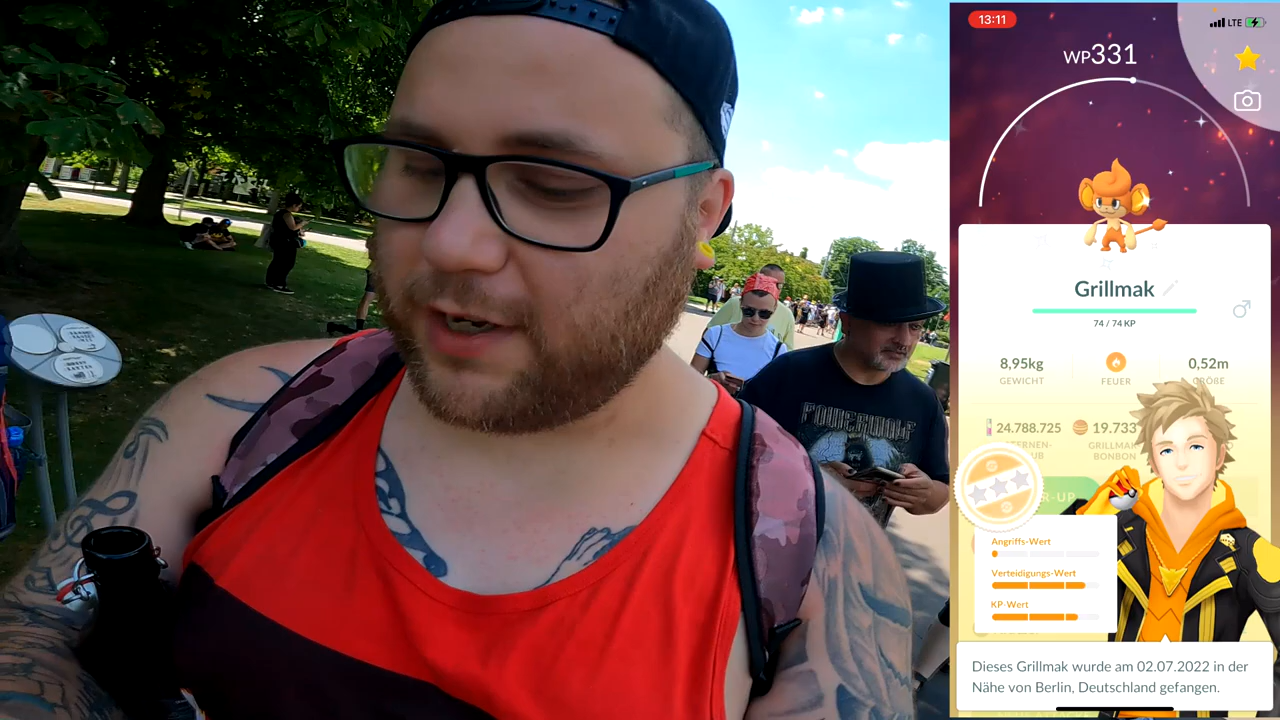 13:11
LTE
WP331
Grillmak
74 / 74 KP
8,95kg
GEWICHT
FEUER
0,52m
GRÖßE
24.788.725
19.733
GRILLMAK-
BONBON
R-UP
Angriffs-Wert
Verteidigungs-Wert
KP-Wert
Dieses Grillmak wurde am 02.07.2022 in der
Nähe von Berlin, Deutschland gefangen.
POWERWOLF